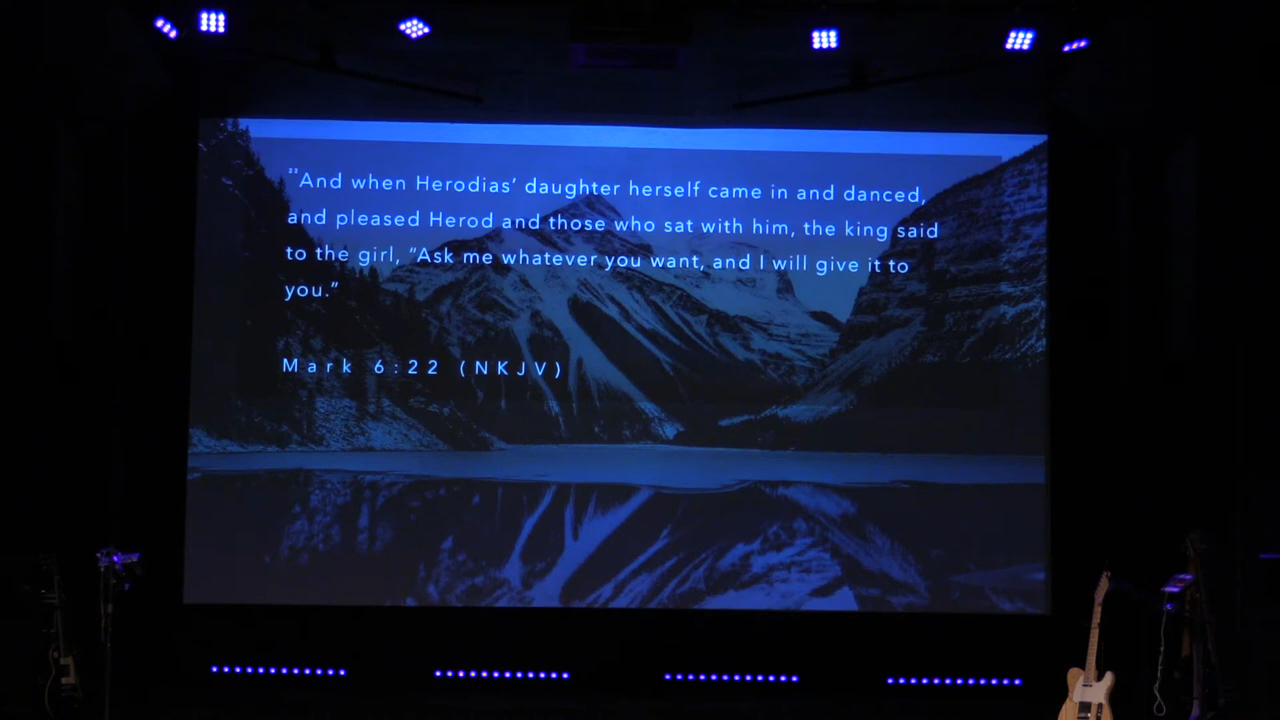 "And when Herodias’ daughter herself came in and danced,
and pleased Herod and those who sat with him, the king said
to the girl, “Ask me whatever you want, and I will give it to
you.”
Mark 6:22 (NKJV)